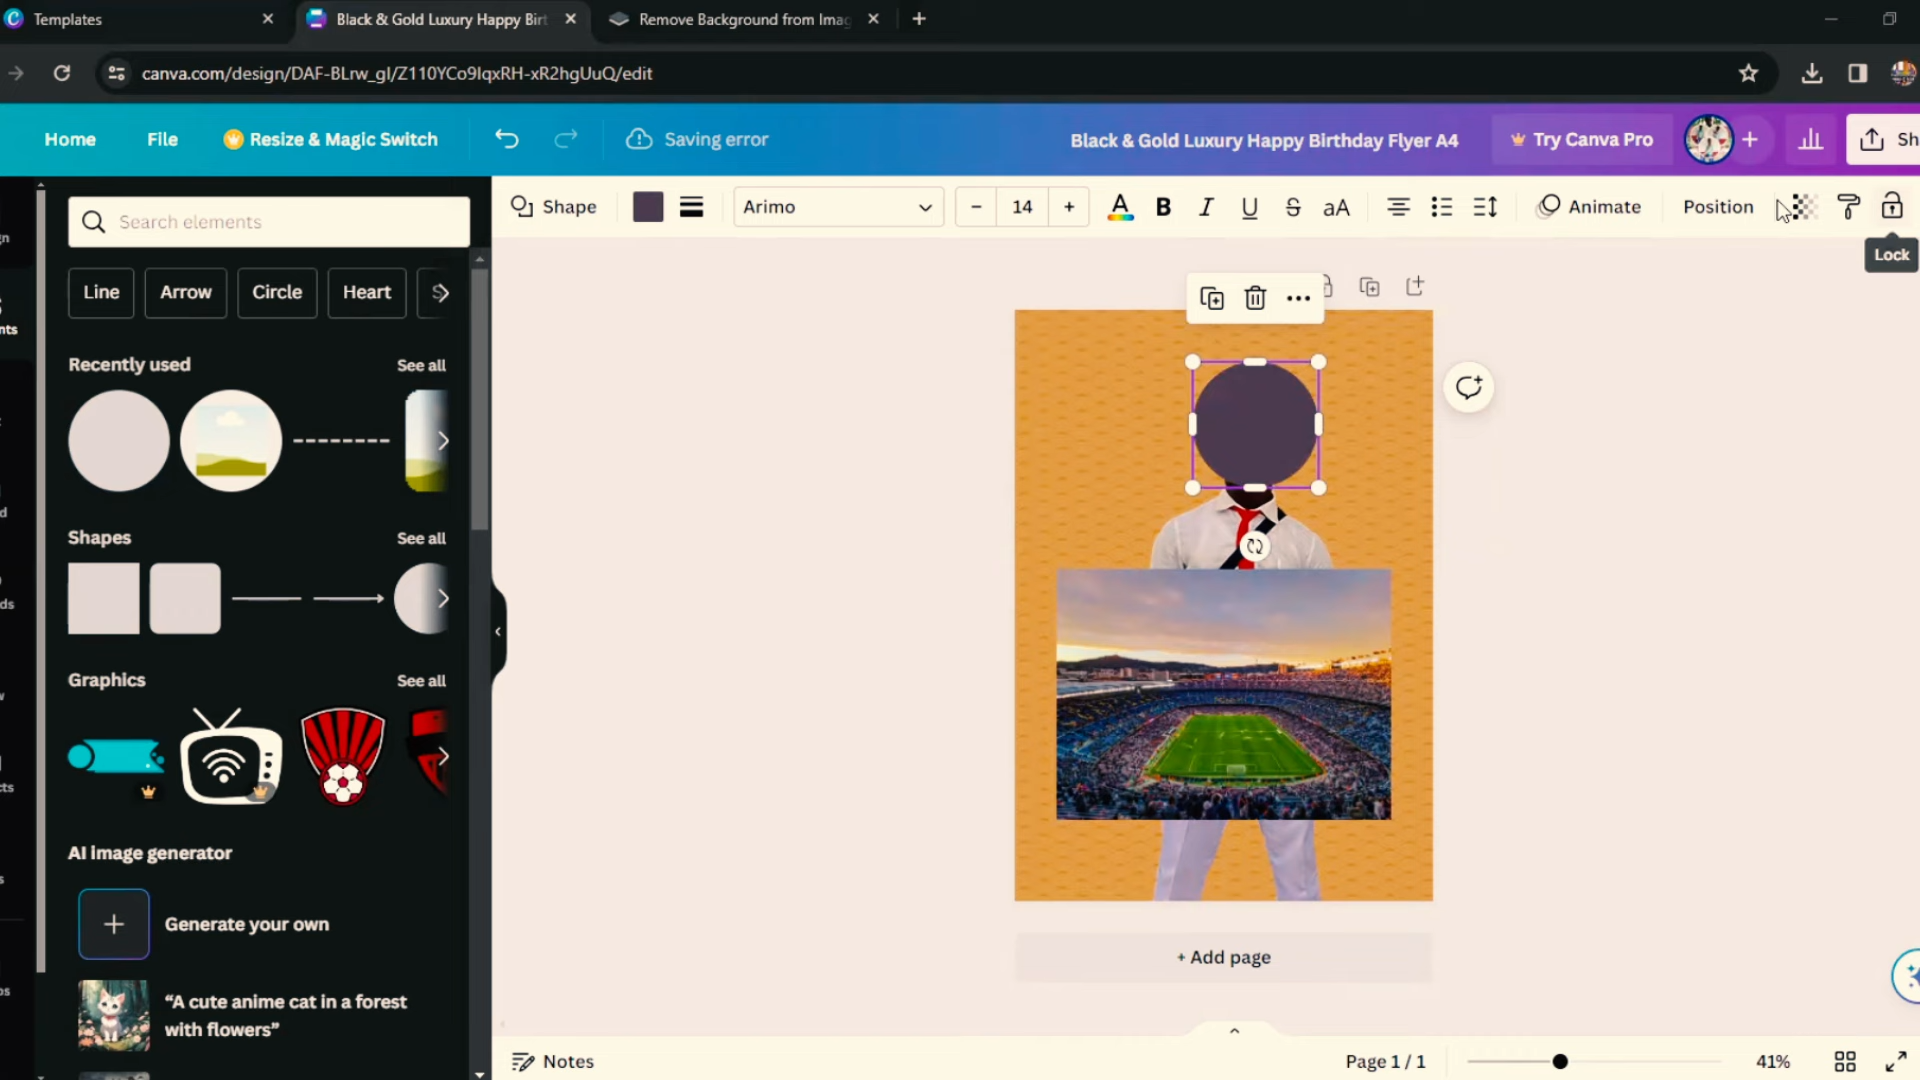 Templates
Black & Gold Luxury Happy Birt
Remove Background from Imag
canva.com/design/DAF-BLrw_gI/Z110YCo9IqxRH-xR2hgUuQ/edit
Home
File
Resize & Magic Switch
Saving error
Black & Gold Luxury Happy Birthday Flyer A4
Try Canva Pro
Sh
Search elements
Shape
Arimo
14
A
B
I
U
S
aA
Animate
Position
Lock
Line
Arrow
Circle
Heart
Recently used
See all
Shapes
See all
Graphics
See all
AI image generator
Generate your own
“A cute anime cat in a forest
with flowers”
+ Add page
Notes
Page 1 / 1
41%